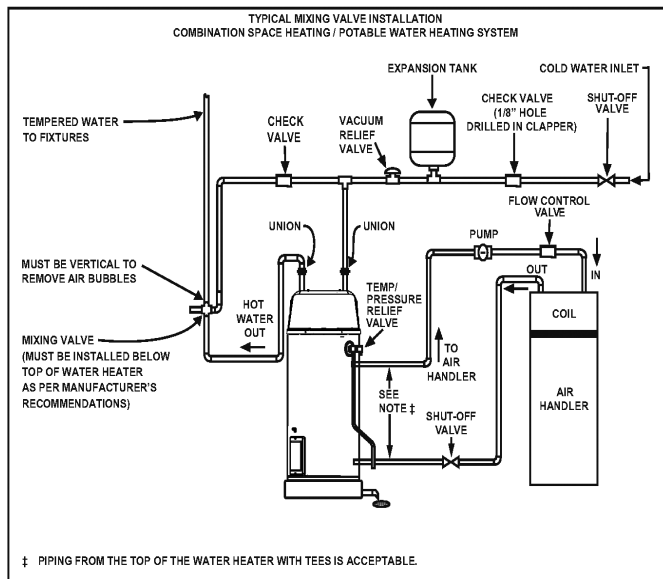 TYPICAL MIXING VALVE INSTALLATION
COMBINATION SPACE HEATING / POTABLE WATER HEATING SYSTEM
EXPANSION TANK
COLD WATER INLET
TEMPERED WATER
TO FIXTURES
CHECK
VALVE
VACUUM
RELIEF
VALVE
CHECK VALVE
(1/8" HOLE
DRILLED IN CLAPPER)
SHUT-OFF
VALVE
FLOW CONTROL
VALVE
UNION
UNION
PUMP
MUST BE VERTICAL TO
REMOVE AIR BUBBLES
OUT
IN
HOT
WATER
OUT
TEMP/
PRESSURE
RELIEF
VALVE
COIL
MIXING VALVE
(MUST BE INSTALLED BELOW
TOP OF WATER HEATER
AS PER MANUFACTURER'S
RECOMMENDATIONS)
TO
AIR
HANDLER
SEE
NOTE ‡
SHUT-OFF
VALVE
AIR
HANDLER
‡ PIPING FROM THE TOP OF THE WATER HEATER WITH TEES IS ACCEPTABLE.